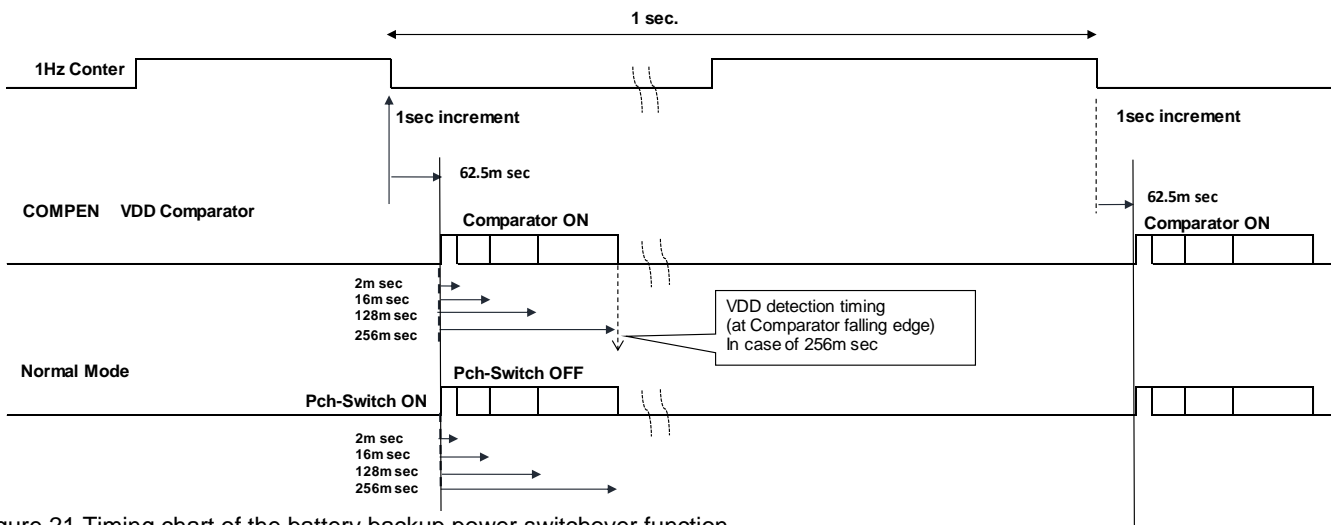 1 sec.
1Hz Conter
1sec increment
1sec increment
62.5m sec
62.5m sec
COMPEN VDD Comparator
Comparator ON
Comparator ON
2m sec
16m sec
128m sec
256m sec
VDD detection timing
(at Comparator falling edge)
In case of 256m sec
Normal Mode
Pch-Switch OFF
Pch-Switch ON
2m sec
16m sec
128m sec
256m sec
gure 21 Timing chart of the battery backup power switchover function